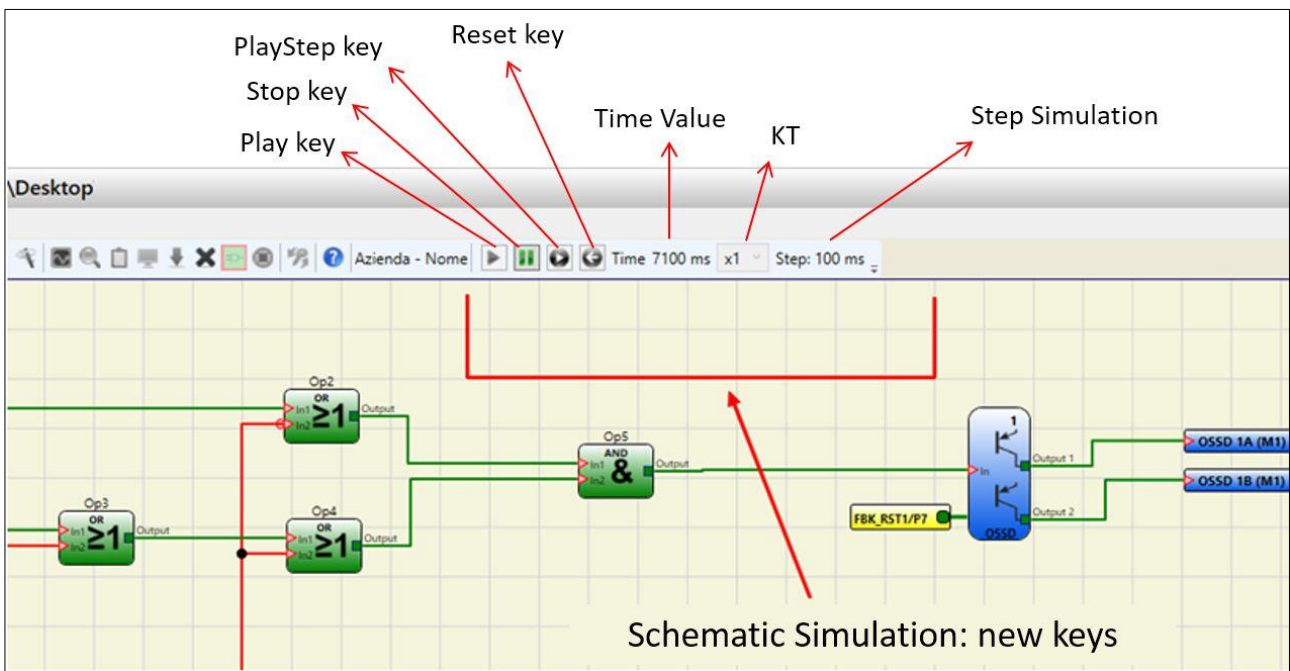 Reset key
PlayStep key
Stop key
Time Value
Step Simulation
Play key
KT
\Desktop
Azienda - Nome Time 7100 ms x1 Step: 100 ms
Op2
OR
In1 ≥1 Output
In2
Op5
AND
In1 & Output
In2
1
Output 1
In
Output 2
OSSD
OSSD 1A (M1)
OSSD 1B (M1)
FBK_RST1/P7
Op3
OR
In1 ≥1 Output
In2
Op4
OR
In1 ≥1 Output
In2
Schematic Simulation: new keys